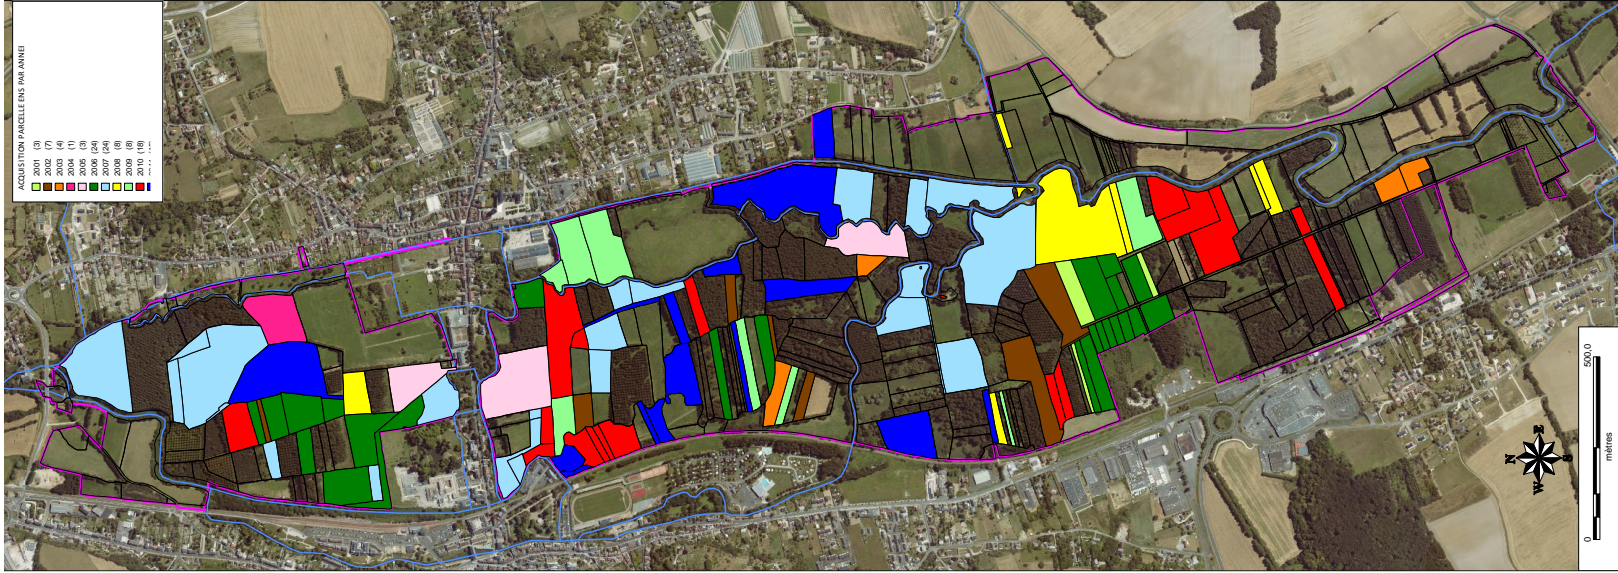 ACQUISITION PARCELLE ENS PAR ANNEE
2001 (3)
2002 (7)
2003 (4)
2004 (1)
2005 (3)
2006 (24)
2007 (24)
2008 (8)
2009 (8)
2010 (18)
N
E
W
S
0
500,0
mètres